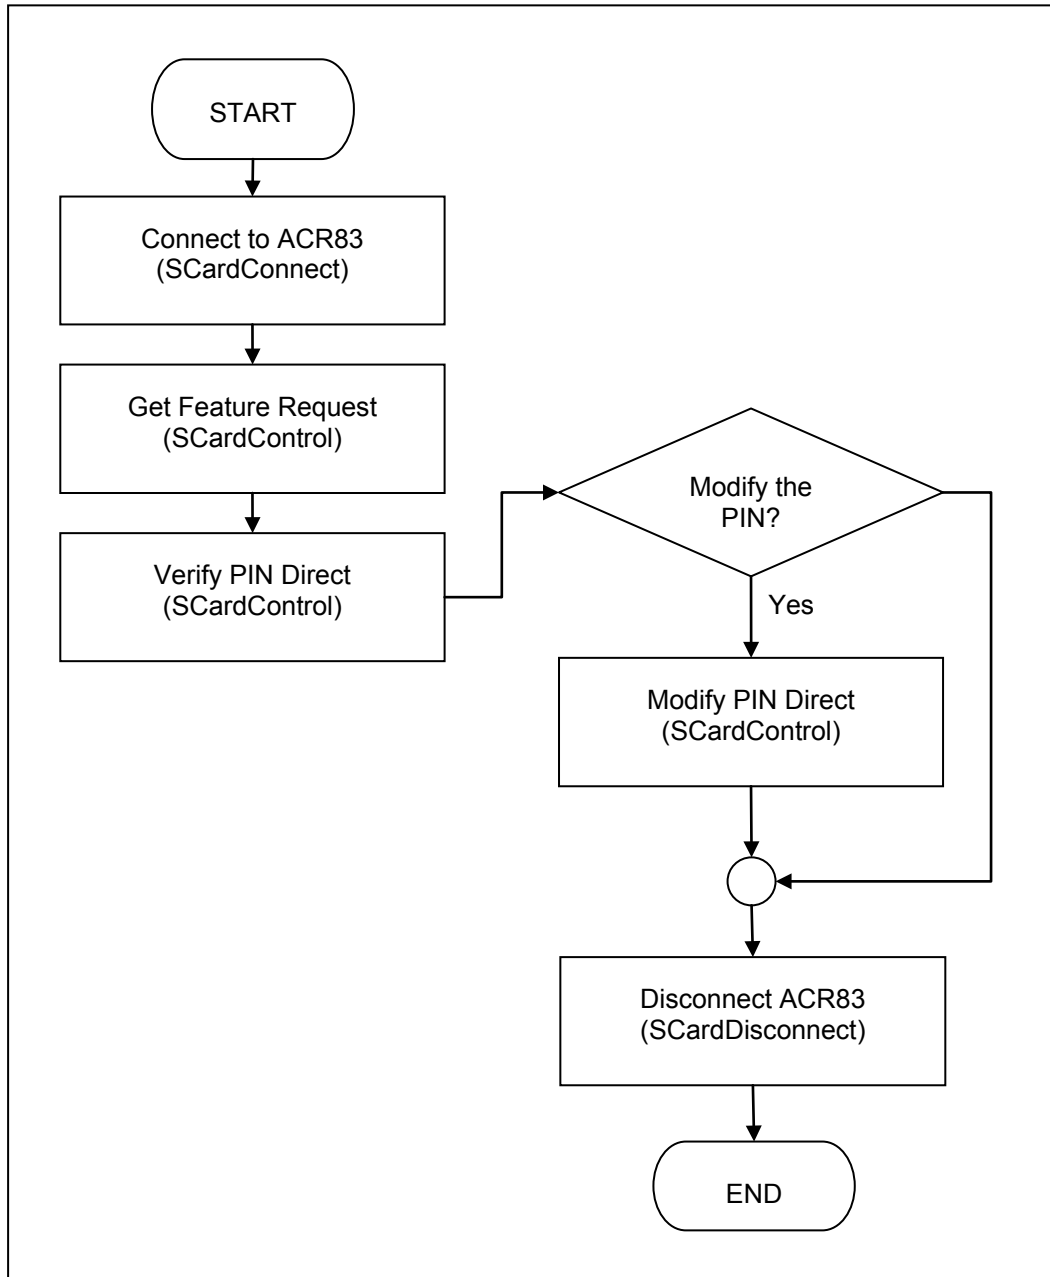 START
Connect to ACR83
(SCardConnect)
Get Feature Request
(SCardControl)
Verify PIN Direct
(SCardControl)
Modify the
PIN?
Yes
Modify PIN Direct
(SCardControl)
Disconnect ACR83
(SCardDisconnect)
END